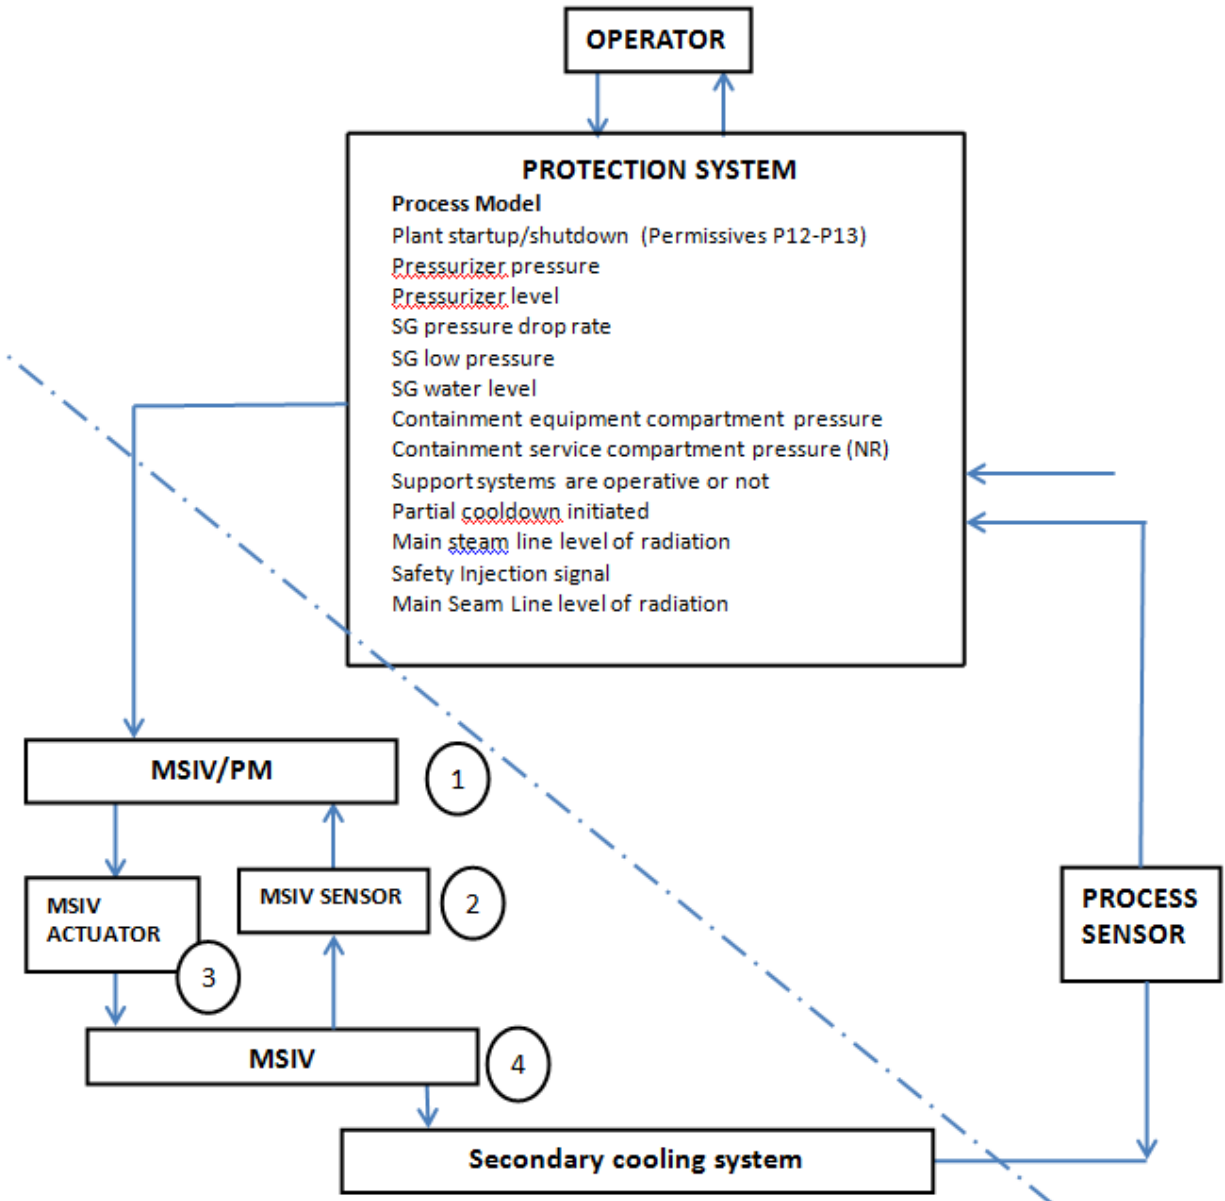 OPERATOR
PROTECTION SYSTEM
Process Model
Plant startup/shutdown (Permissives P12-P13)
Pressurizer pressure
Pressurizer level
SG pressure drop rate
SG low pressure
SG water level
Containment equipment compartment pressure
Containment service compartment pressure (NR)
Support systems are operative or not
Partial cooldown initiated
Main steam line level of radiation
Safety Injection signal
Main Seam Line level of radiation
MSIV/PM
1
MSIV
ACTUATOR
3
MSIV SENSOR
2
PROCESS
SENSOR
MSIV
4
Secondary cooling system